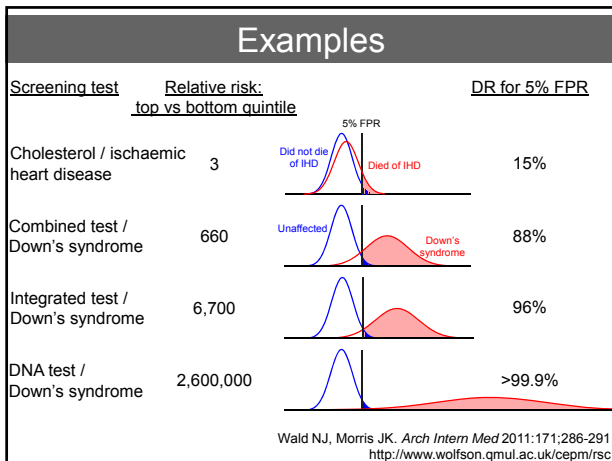 Examples
Screening test
Relative risk:
top vs bottom quintile
DR for 5% FPR
5% FPR
Cholesterol / ischaemic
heart disease
3
Did not die
of IHD
Died of IHD
15%
Combined test /
Down's syndrome
660
Unaffected
Down's
syndrome
88%
Integrated test /
Down's syndrome
6,700
96%
DNA test /
Down's syndrome
2,600,000
>99.9%
Wald NJ, Morris JK. Arch Intern Med 2011:171;286-291
http://www.wolfson.qmul.ac.uk/cepm/rsc